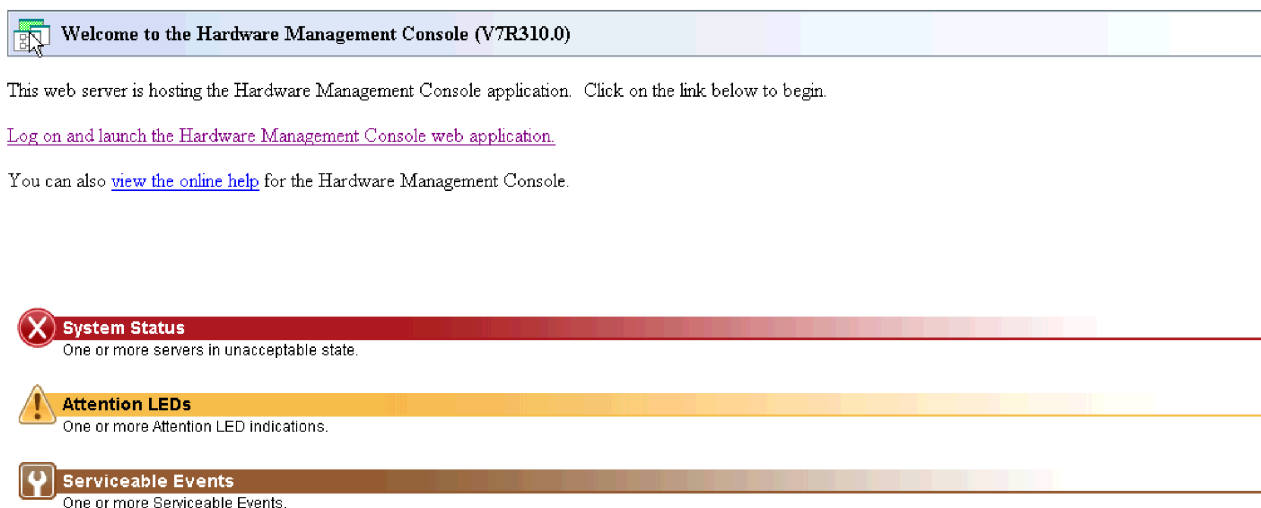 Welcome to the Hardware Management Console (V7R310.0)
This web server is hosting the Hardware Management Console application. Click on the link below to begin.
Log on and launch the Hardware Management Console web application.
You can also view the online help for the Hardware Management Console.
System Status
One or more servers in unacceptable state.
Attention LEDs
One or more Attention LED indications.
Serviceable Events
One or more Serviceable Events.